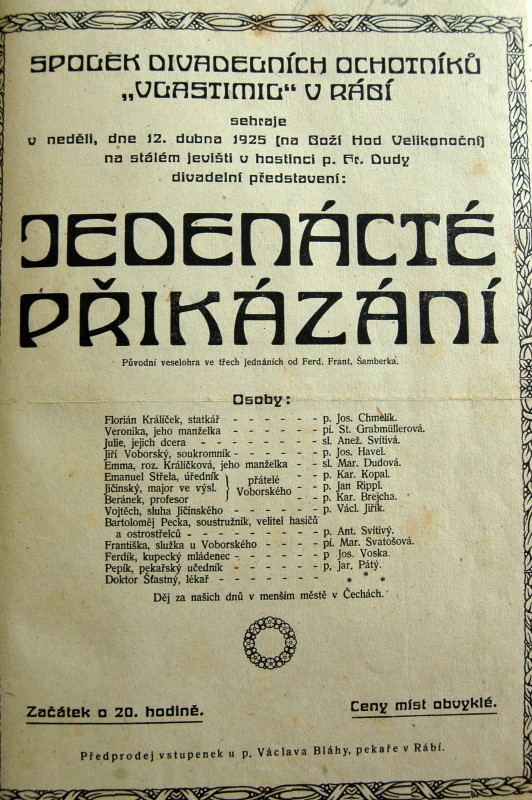 SPOLEK DIVADELNÍCH OCHOTNÍKŮ
„VLASTIMIL“ V RÁBÍ
sehraje
v neděli, dne 12. dubna 1925 (na Boží Hod Velikonoční)
na stálém jevišti v hostinci p. Fr. Dudy
divadelní představení:
JEDENÁCTÉ
PŘIKÁZÁNÍ
Původní veselohra ve třech jednáních od Ferd. Frant. Šamberka.
Osoby:
Florián Králíček, statkář - - - - - - p. Jos. Chmelík.
Veronika, jeho manželka - - - - - - pí. St. Grabmüllerová.
Julie, jejich dcera - - - - - - - - sl. Anež. Svítivá.
Jiří Voborský, soukromník - - - - - - p. Jos. Havel.
Emma, roz. Králíčková, jeho manželka - - sl. Mar. Dudová.
Emanuel Střela, úředník } přátelé - - p. Kar. Kopal.
Jičínský, major ve výsl. } Voborského - - p. Jan Rippl.
Beránek, profesor } - - p. Kar. Brejcha.
Vojtěch, sluha Jičínského - - - - - - p. Václ. Jiřík.
Bartoloměj Pecka, soustružník, velitel hasičů
a ostrostřelců - - - - - - - - p. Ant. Svítivý.
Františka, služka u Voborského - - - - pí. Mar. Svatošová.
Ferdík, kupecký mládenec - - - - - - p Jos. Voska.
Pepík, pekařský učedník - - - - - - p, Jar. Pátý.
Doktor Šťastný, lékař - - - - - - - * * *
Děj za našich dnů v menším městě v Čechách.
Začátek o 20. hodině.
Ceny míst obvyklé.
Předprodej vstupenek u p. Václava Bláhy, pekaře v Rábí.